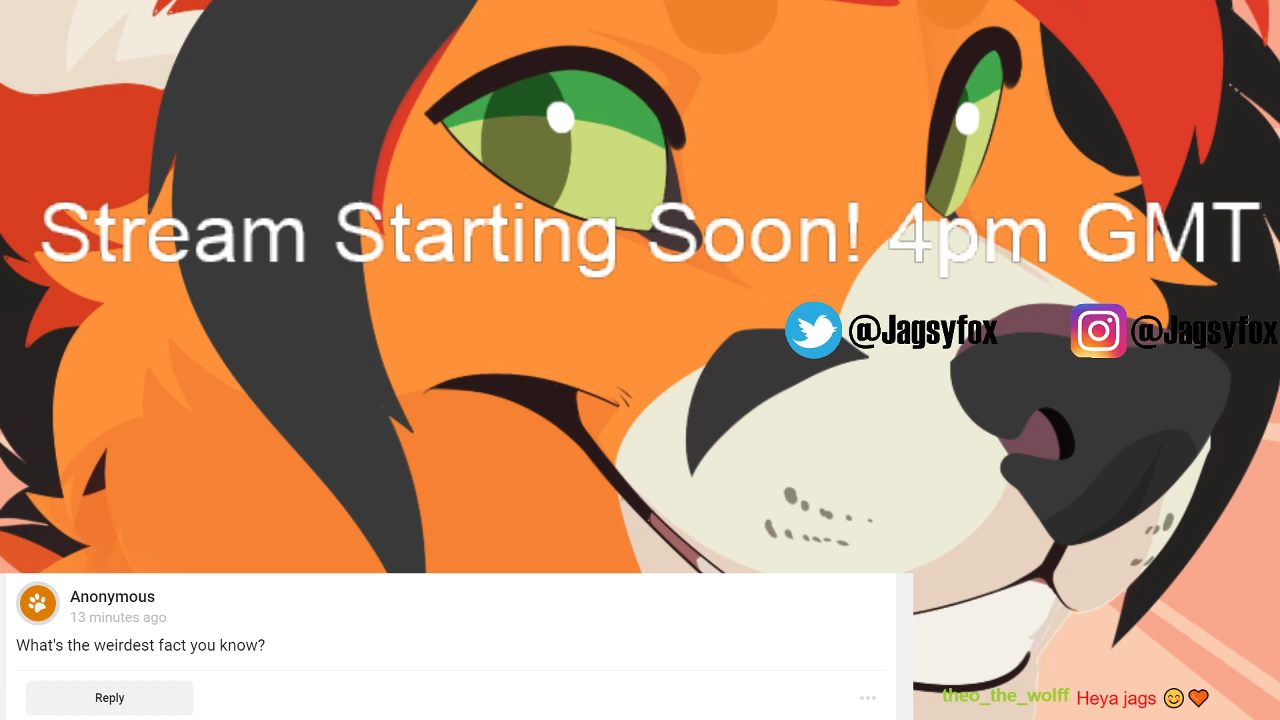 Stream Starting Soon! 4pm GMT
@Jagsyfox
@Jagsyfox
Anonymous
13 minutes ago
What's the weirdest fact you know?
Reply
theo_the_wolff Heya jags 😊🧡